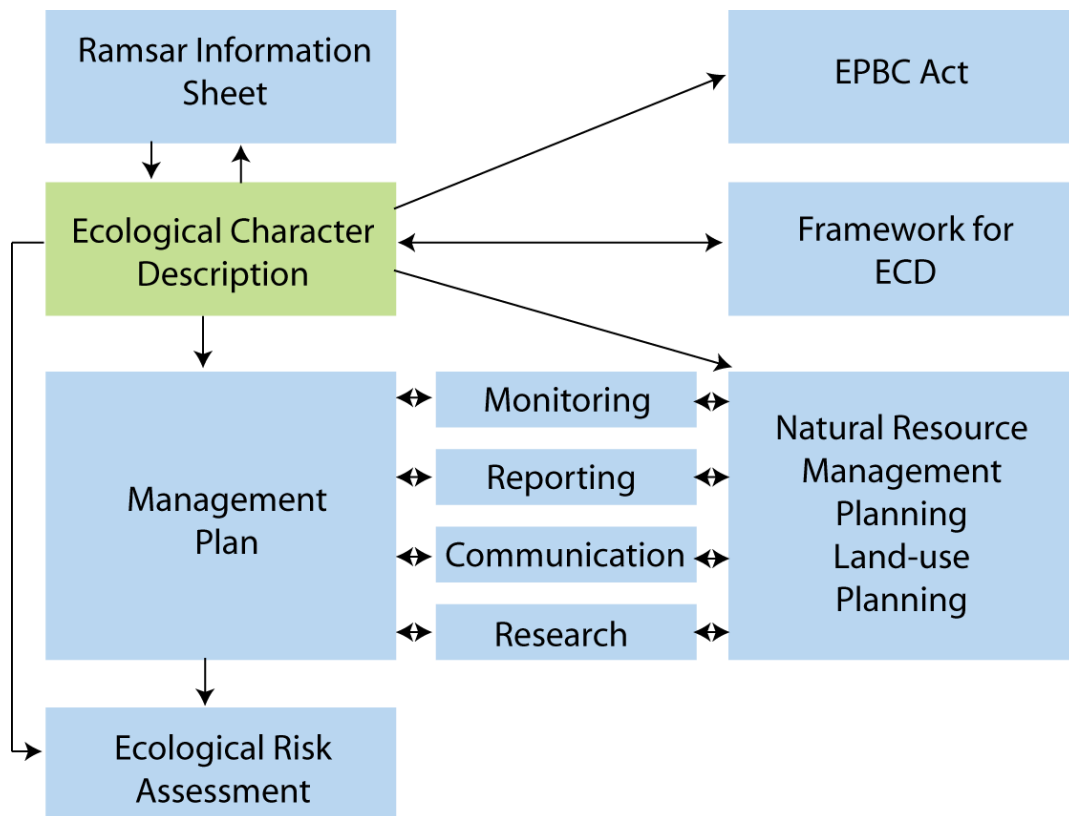 Ramsar Information
Sheet
EPBC Act
Ecological Character
Description
Framework for
ECD
Management
Plan
Monitoring
Reporting
Communication
Research
Natural Resource
Management
Planning
Land-use
Planning
Ecological Risk
Assessment